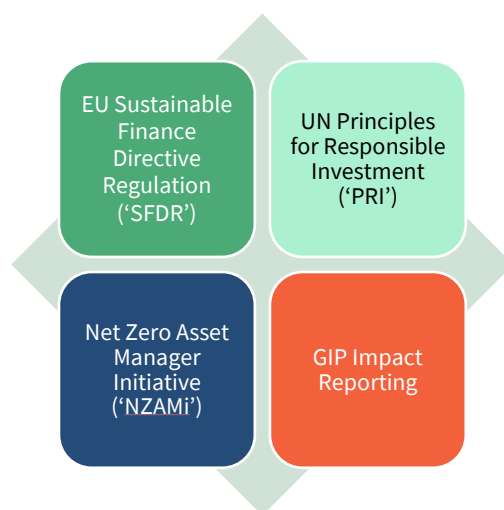 EU Sustainable
Finance
Directive
Regulation
(‘SFDR’)
UN Principles
for Responsible
Investment
(‘PRI’)
Net Zero Asset
Manager
Initiative
(‘NZAMi’)
GIP Impact
Reporting